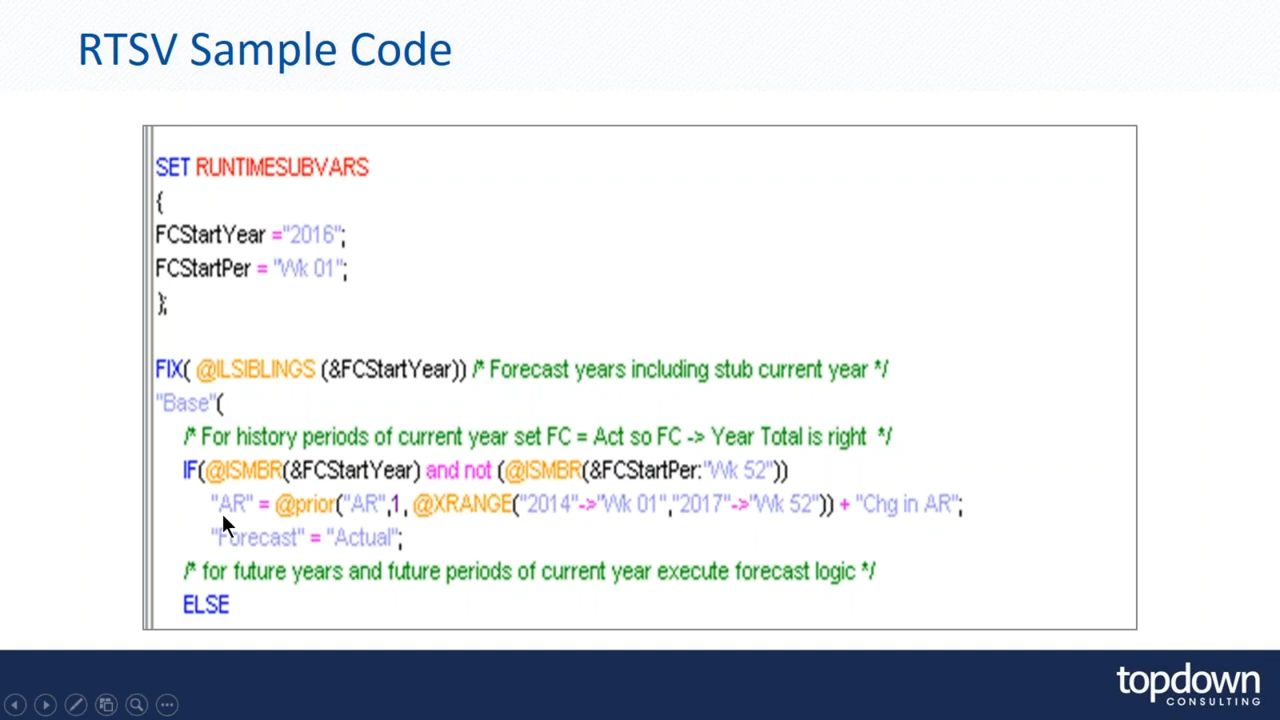 RTSV Sample Code
SET RUNTIMESUBVARS
{
FCStartYear ="2016";
FCStartPer = "Wk 01";
};
FIX( @ILSIBLINGS (&FCStartYear)) /* Forecast years including stub current year */
"Base"(
/* For history periods of current year set FC = Act so FC -> Year Total is right */
IF(@ISMBR(&FCStartYear) and not (@ISMBR(&FCStartPer:"Wk 52"))
"AR" = @prior("AR",1, @XRANGE("2014"->"Wk 01","2017"->"Wk 52")) + "Chg in AR";
"Forecast" = "Actual";
/* for future years and future periods of current year execute forecast logic */
ELSE
topdown
CONSULTING